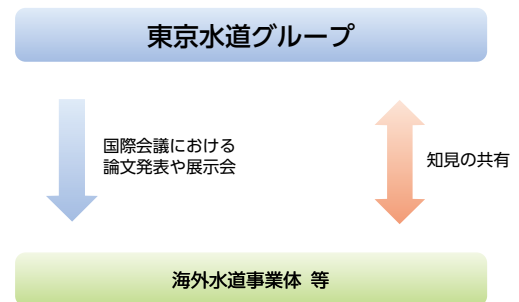 東京水道グループ
国際会議における
論文発表や展示会
知見の共有
海外水道事業体 等